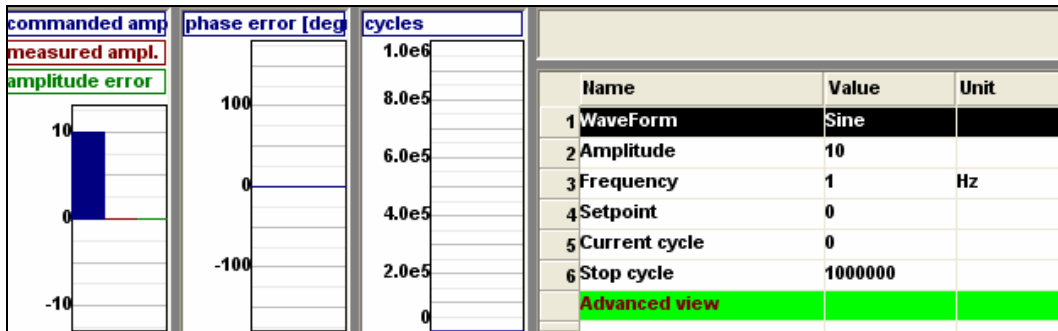 commanded amp
measured ampl.
amplitude error
10
0
-10
phase error [deg
100
0
-100
cycles
1.0e6
8.0e5
6.0e5
4.0e5
2.0e5
0
Name Value Unit
1 WaveForm Sine
2 Amplitude 10
3 Frequency 1 Hz
4 Setpoint 0
5 Current cycle 0
6 Stop cycle 1000000
Advanced view